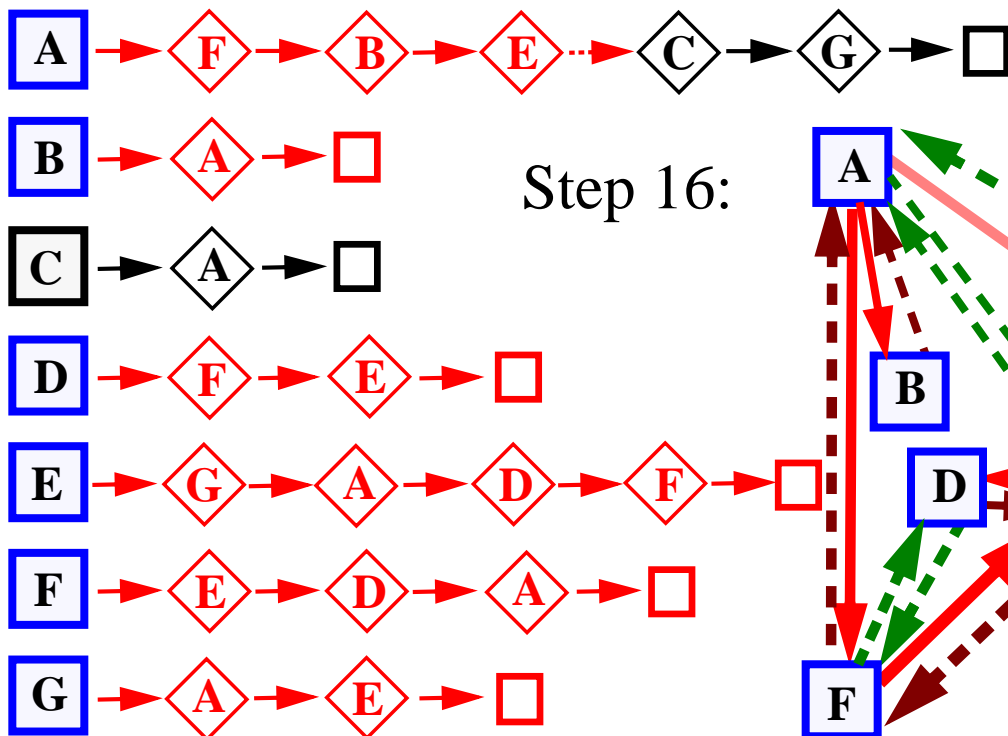 A F B E C G
B A
Step 16:
A
C A
D F E
B
E G A D F
D
F E D A
G A E
F